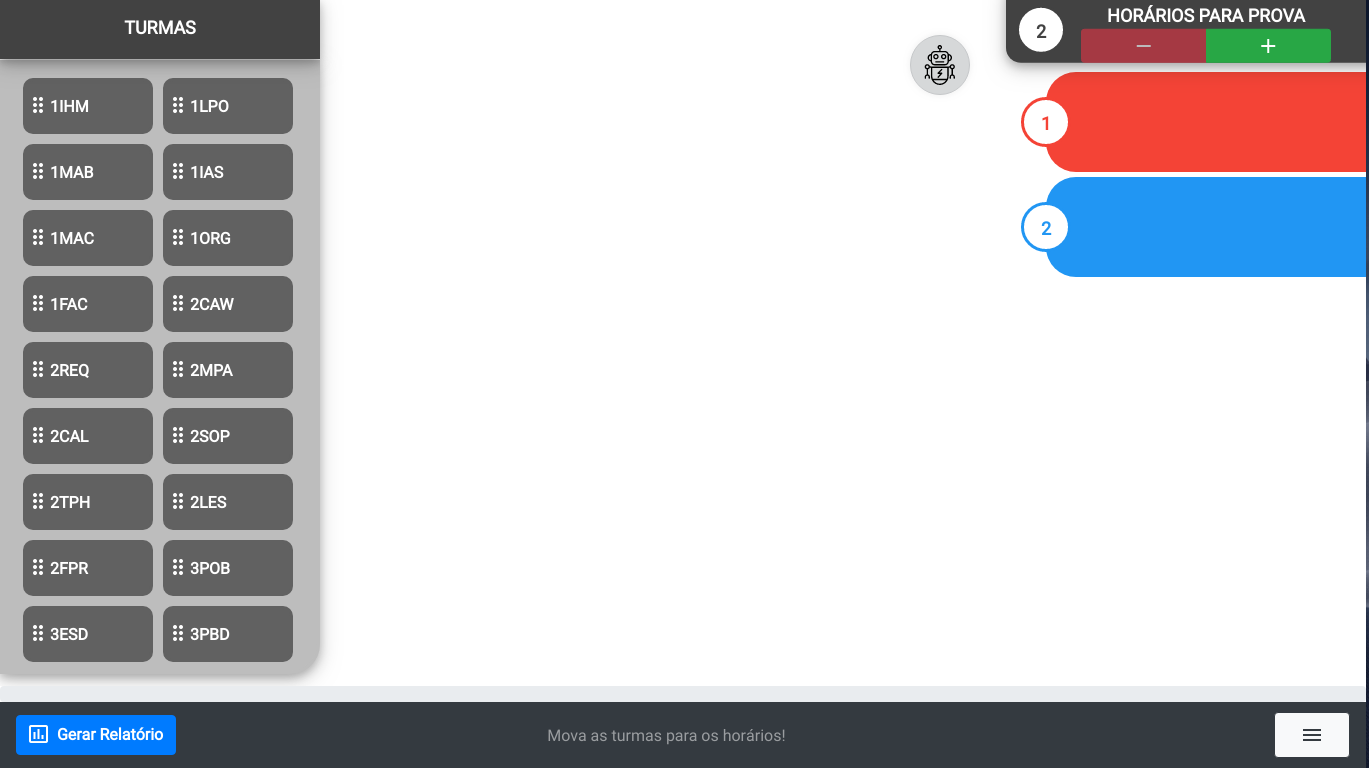 TURMAS
1IHM
1LPO
1MAB
1IAS
1MAC
1ORG
1FAC
2CAW
2REQ
2MPA
2CAL
2SOP
2TPH
2LES
2FPR
3POB
3ESD
3PBD
2
HORÁRIOS PARA PROVA
− +
1
2
Gerar Relatório
Mova as turmas para os horários!